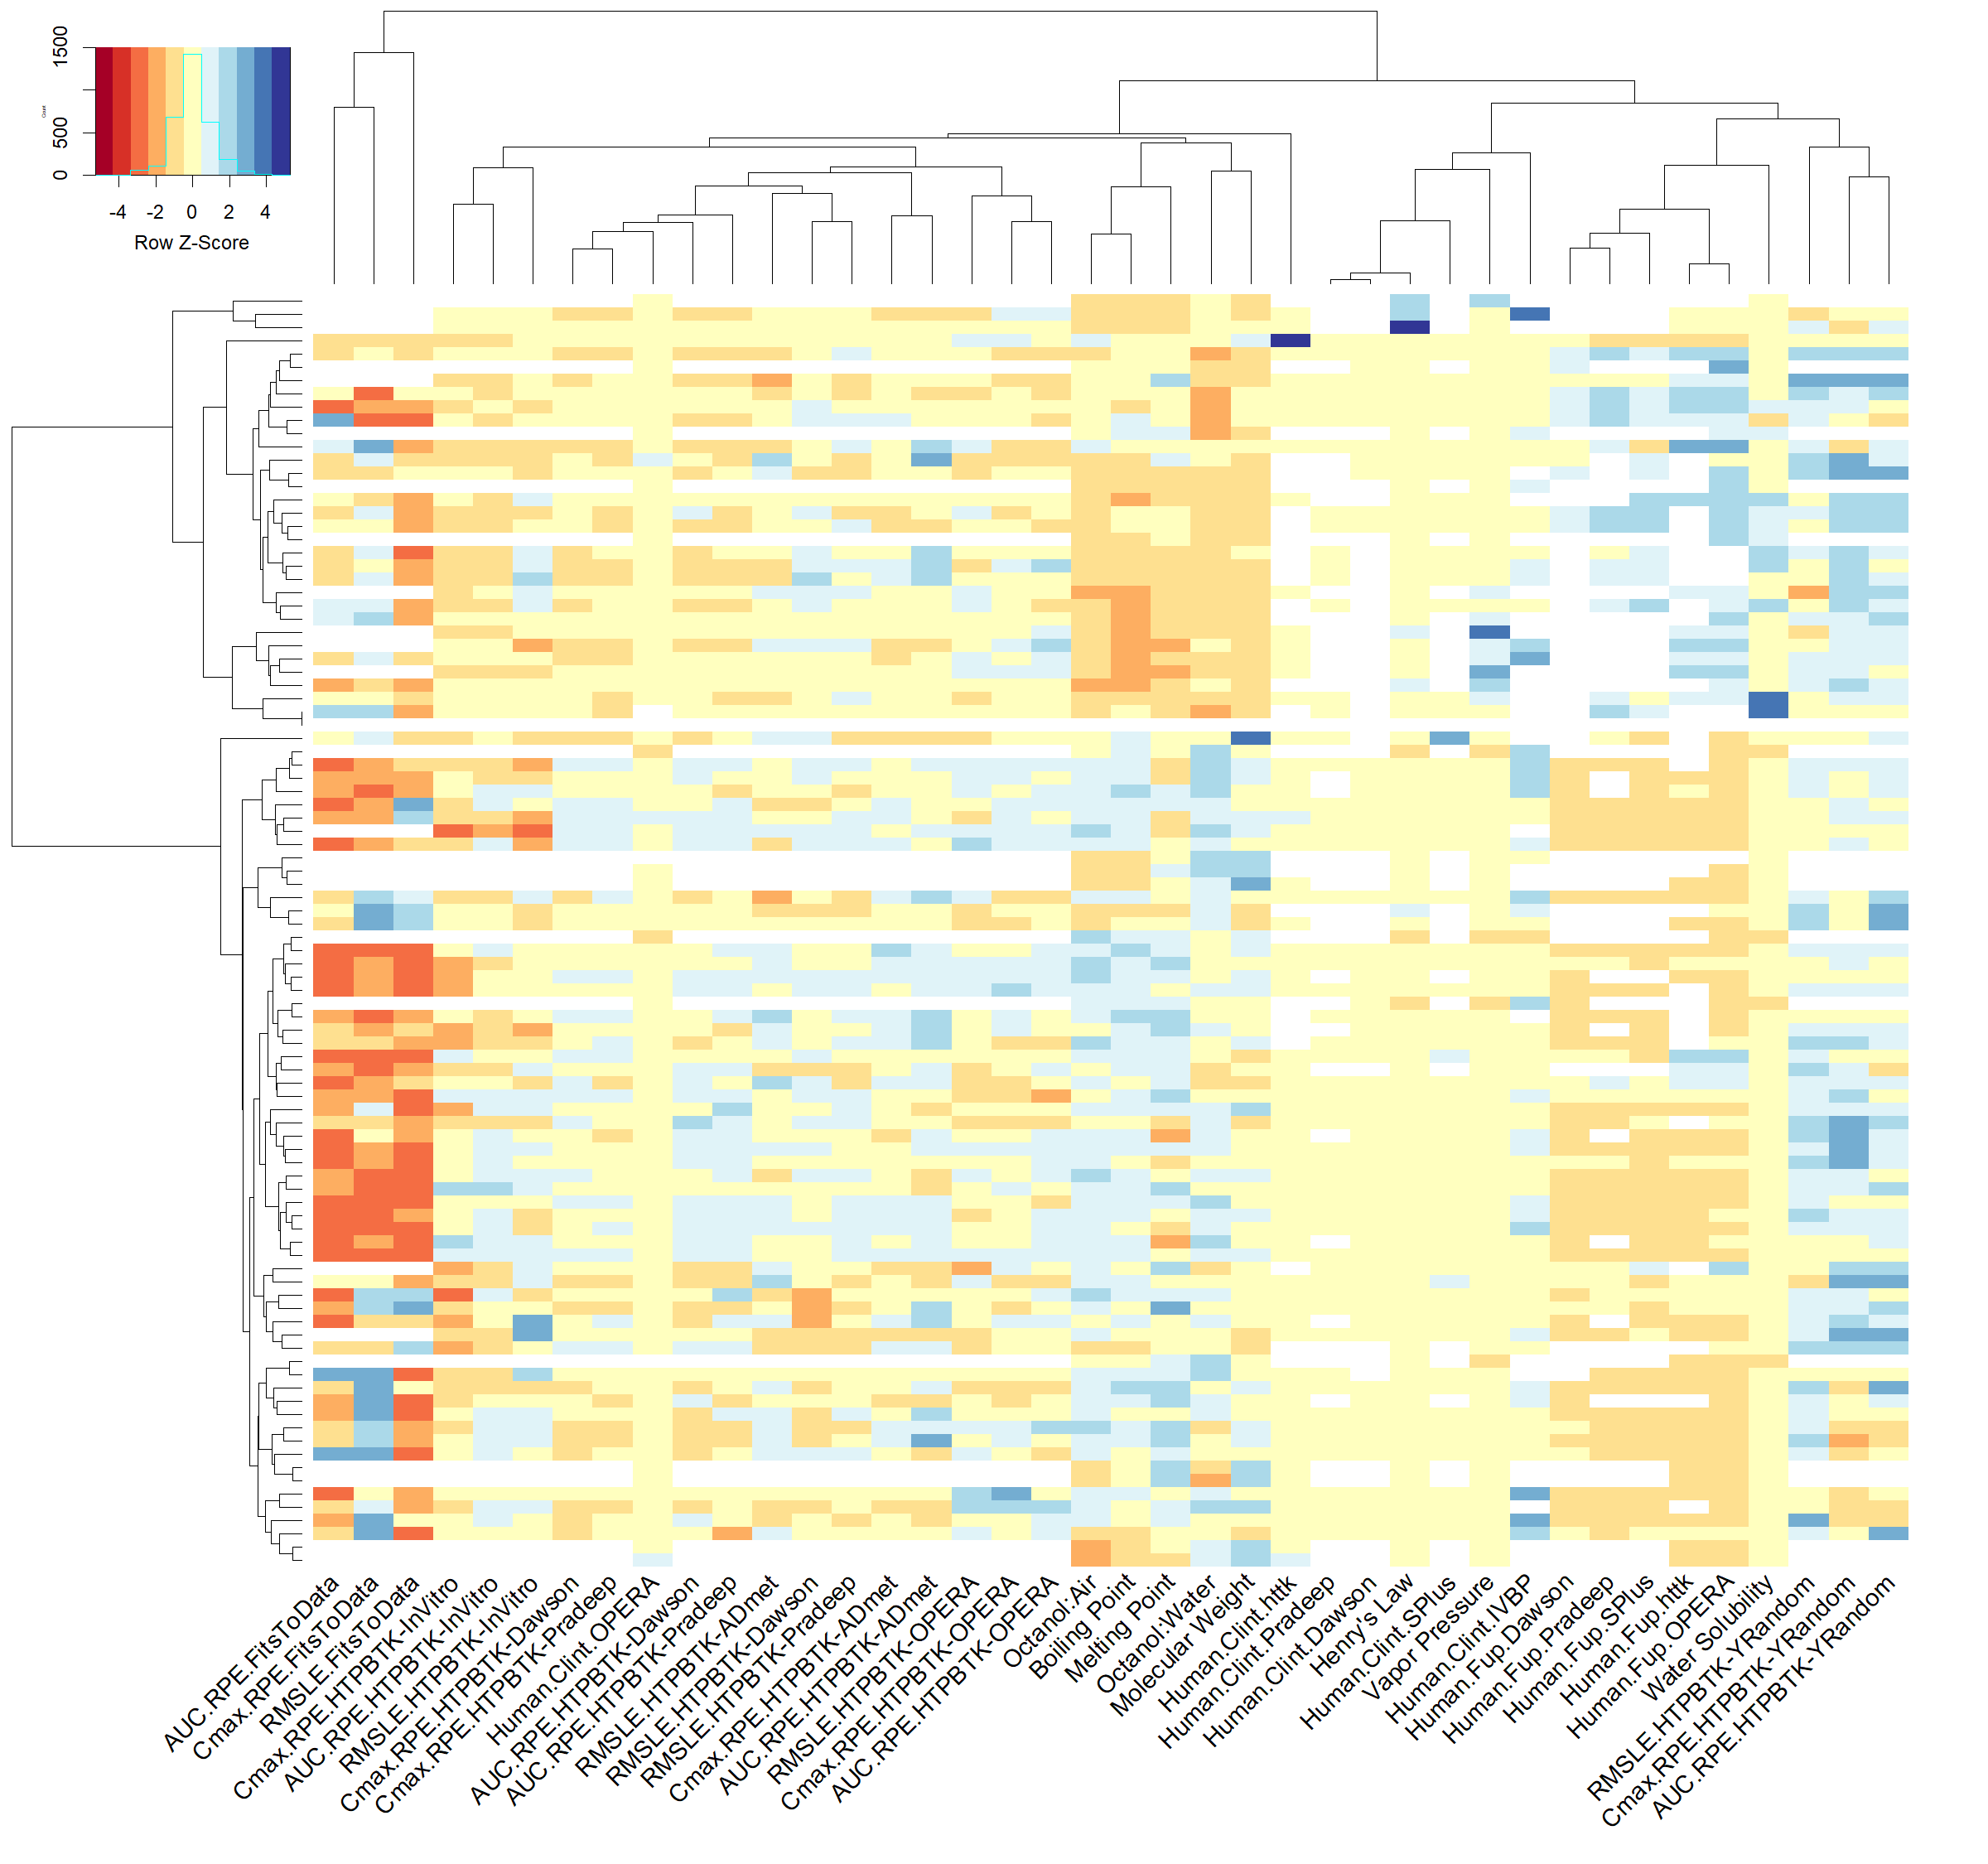 1500
500
0
Count
-4 -2 0 2 4
Row Z-Score
AUC.RPE.FitsToData
Cmax.RPE.FitsToData
RMSLE.FitsToData
Cmax.RPE.HTPBTK-InVitro
AUC.RPE.HTPBTK-InVitro
RMSLE.HTPBTK-InVitro
Cmax.RPE.HTPBTK-Dawson
Cmax.RPE.HTPBTK-Pradeep
Human.Clint.OPERA
AUC.RPE.HTPBTK-Dawson
AUC.RPE.HTPBTK-Pradeep
RMSLE.HTPBTK-ADmet
RMSLE.HTPBTK-Dawson
RMSLE.HTPBTK-Pradeep
Cmax.RPE.HTPBTK-ADmet
AUC.RPE.HTPBTK-ADmet
RMSLE.HTPBTK-OPERA
Cmax.RPE.HTPBTK-OPERA
AUC.RPE.HTPBTK-OPERA
Octanol:Air
Boiling Point
Melting Point
Octanol:Water
Molecular Weight
Human.Clint.httk
Human.Clint.Pradeep
Human.Clint.Dawson
Henry's Law
Human.Clint.SPlus
Vapor Pressure
Human.Clint.IVBP
Human.Fup.Dawson
Human.Fup.Pradeep
Human.Fup.SPlus
Human.Fup.httk
Human.Fup.OPERA
Water Solubility
RMSLE.HTPBTK-YRandom
Cmax.RPE.HTPBTK-YRandom
AUC.RPE.HTPBTK-YRandom